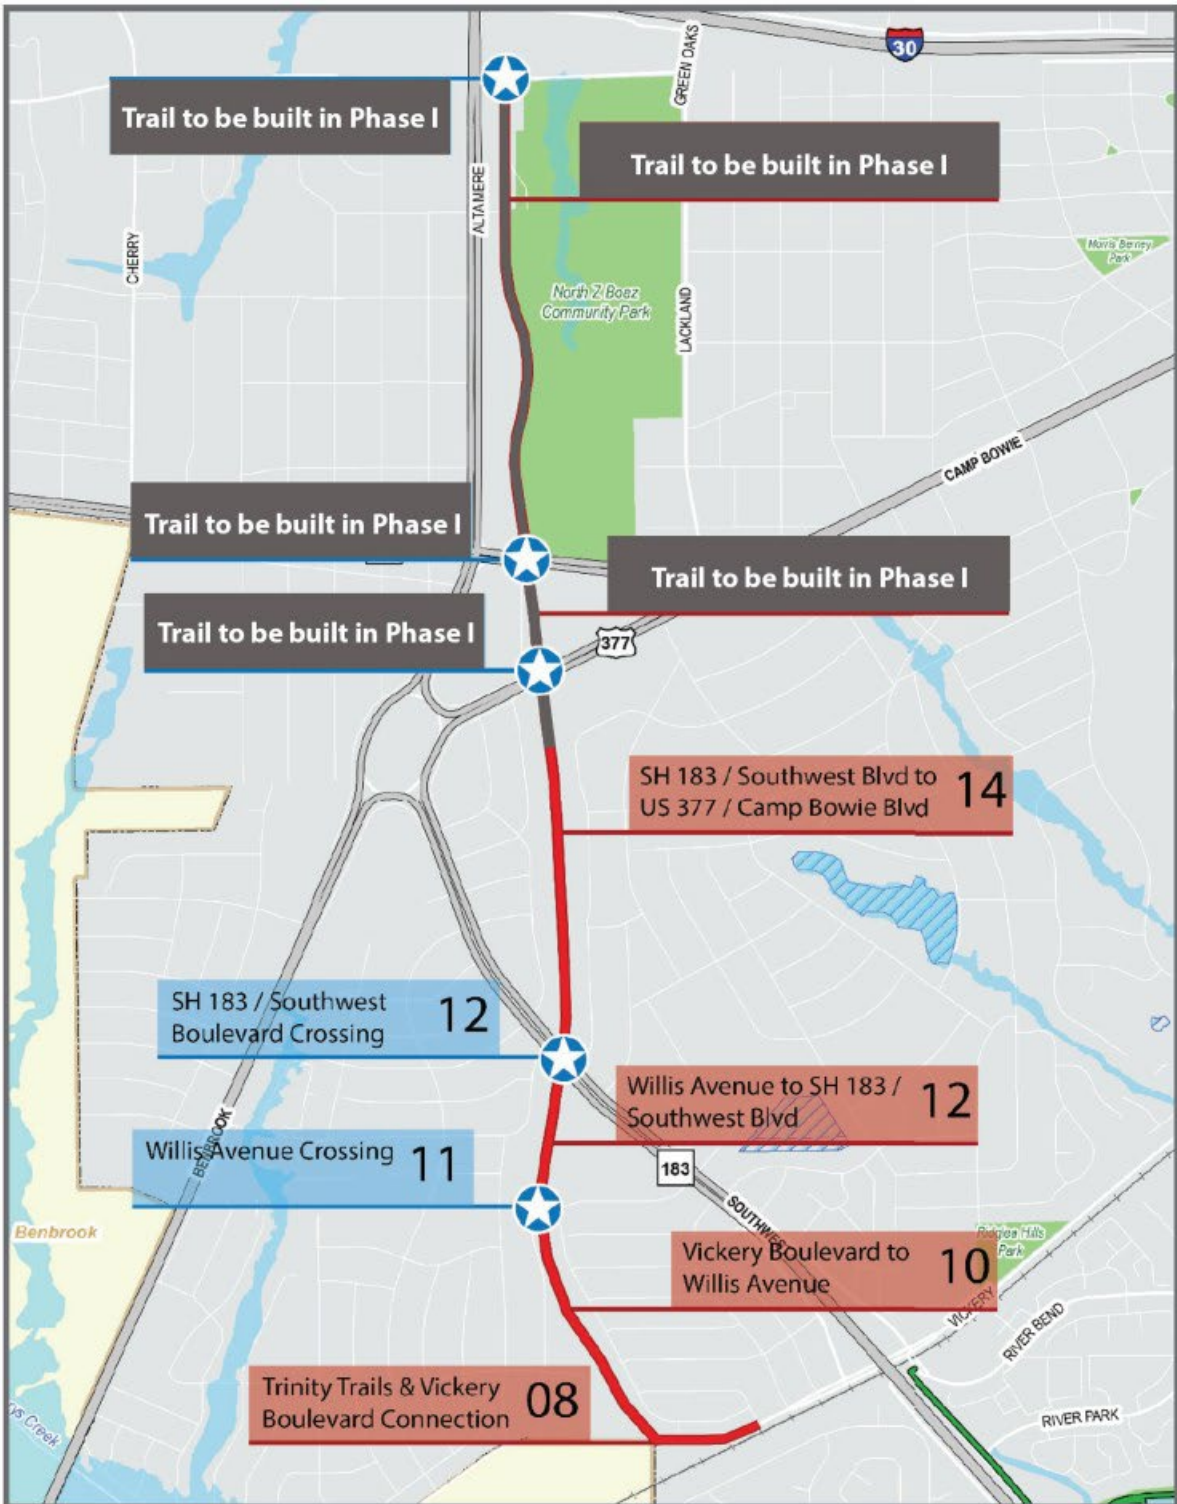 30
GREEN OAKS
Trail to be built in Phase I
Trail to be built in Phase I
ALTAMERE
CHERRY
Morris Berney
Park
North Z Boaz
Community Park
LACKLAND
CAMP BOWIE
Trail to be built in Phase I
Trail to be built in Phase I
Trail to be built in Phase I
377
SH 183 / Southwest Blvd to
US 377 / Camp Bowie Blvd
14
SH 183 / Southwest
Boulevard Crossing
12
Willis Avenue to SH 183 /
Southwest Blvd
12
BENBROOK
Willis Avenue Crossing 11
183
SOUTHWEST
Benbrook
Ridglea Hills
Park
Vickery Boulevard to
Willis Avenue
10
VICKERY
RIVER BEND
Trinity Trails & Vickery
Boulevard Connection
08
RIVER PARK
ys Creek